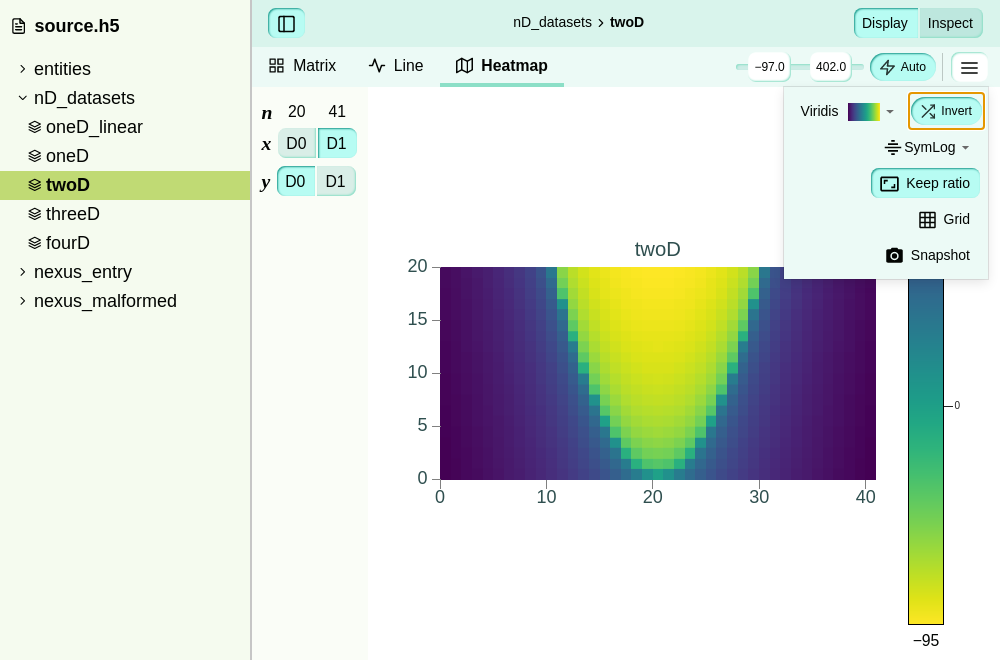 source.h5
nD_datasets › twoD
Display
Inspect
entities
nD_datasets
oneD_linear
oneD
twoD
threeD
fourD
nexus_entry
nexus_malformed
Matrix
Line
Heatmap
−97.0
402.0
Auto
n 20 41
x D0 D1
y D0 D1
Viridis
Invert
SymLog
Keep ratio
Grid
Snapshot
twoD
20
15
10
5
0
0 10 20 30 40
0
−95